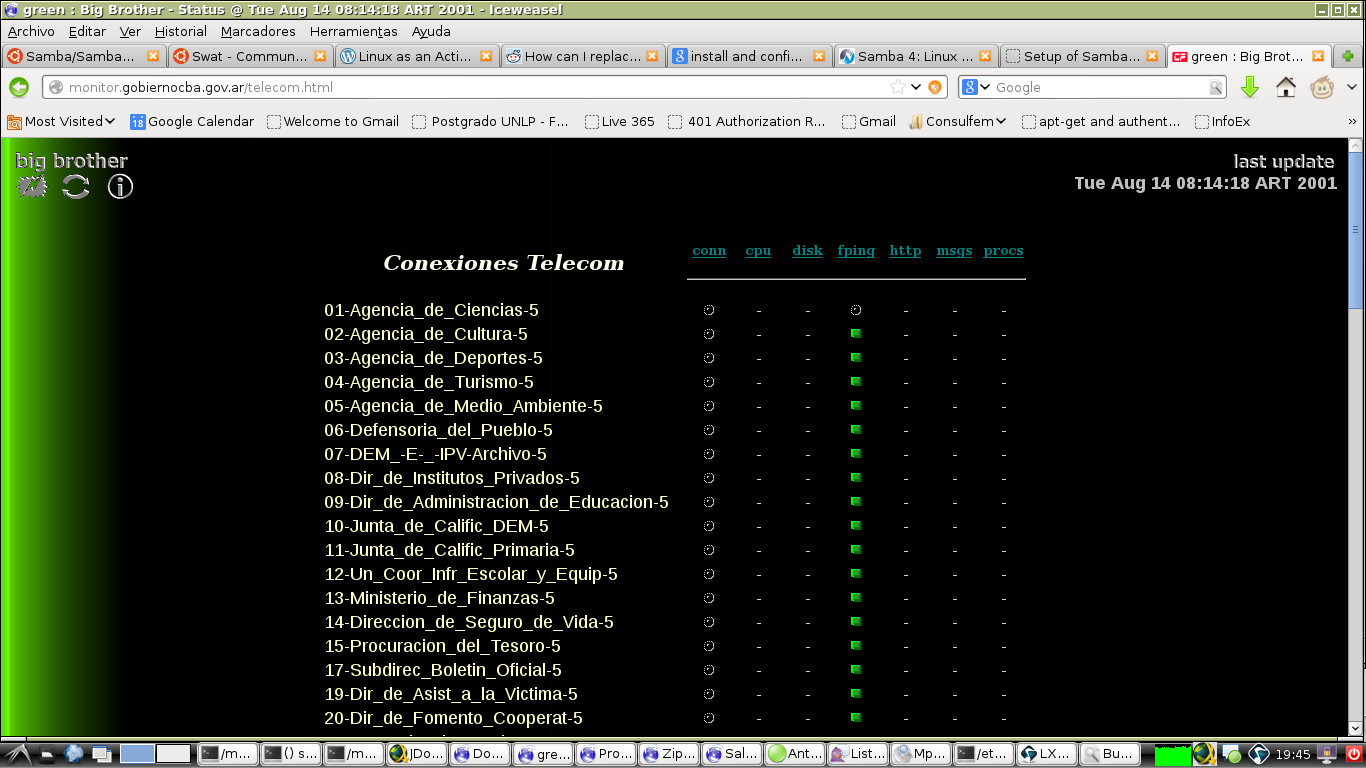 green : Big Brother - Status @ Tue Aug 14 08:14:18 ART 2001 - Iceweasel
Archivo Editar Ver Historial Marcadores Herramientas Ayuda
Samba/Samba... Swat - Commun... Linux as an Acti... How can I replac... install and confi... Samba 4: Linux ... Setup of Samba... green : Big Brot...
monitor.gobiernocba.gov.ar/telecom.html Google
Most Visited 18 Google Calendar Welcome to Gmail Postgrado UNLP - F... Live 365 401 Authorization R... Gmail Consulfem apt-get and authent... InfoEx »
big brother last update
Tue Aug 14 08:14:18 ART 2001
Conexiones Telecom conn cpu disk fping http msgs procs
01-Agencia_de_Ciencias-5 - - - - -
02-Agencia_de_Cultura-5 - - - - -
03-Agencia_de_Deportes-5 - - - - -
04-Agencia_de_Turismo-5 - - - - -
05-Agencia_de_Medio_Ambiente-5 - - - - -
06-Defensoria_del_Pueblo-5 - - - - -
07-DEM_-E-_-IPV-Archivo-5 - - - - -
08-Dir_de_Institutos_Privados-5 - - - - -
09-Dir_de_Administracion_de_Educacion-5 - - - - -
10-Junta_de_Calific_DEM-5 - - - - -
11-Junta_de_Calific_Primaria-5 - - - - -
12-Un_Coor_Infr_Escolar_y_Equip-5 - - - - -
13-Ministerio_de_Finanzas-5 - - - - -
14-Direccion_de_Seguro_de_Vida-5 - - - - -
15-Procuracion_del_Tesoro-5 - - - - -
17-Subdirec_Boletin_Oficial-5 - - - - -
19-Dir_de_Asist_a_la_Victima-5 - - - - -
20-Dir_de_Fomento_Cooperat-5 - - - - -
/m... () s... /m... JDo... Do... gre... Pro... Zip... Sal... Ant... List... Mp... /et... LX... Bu... 19:45